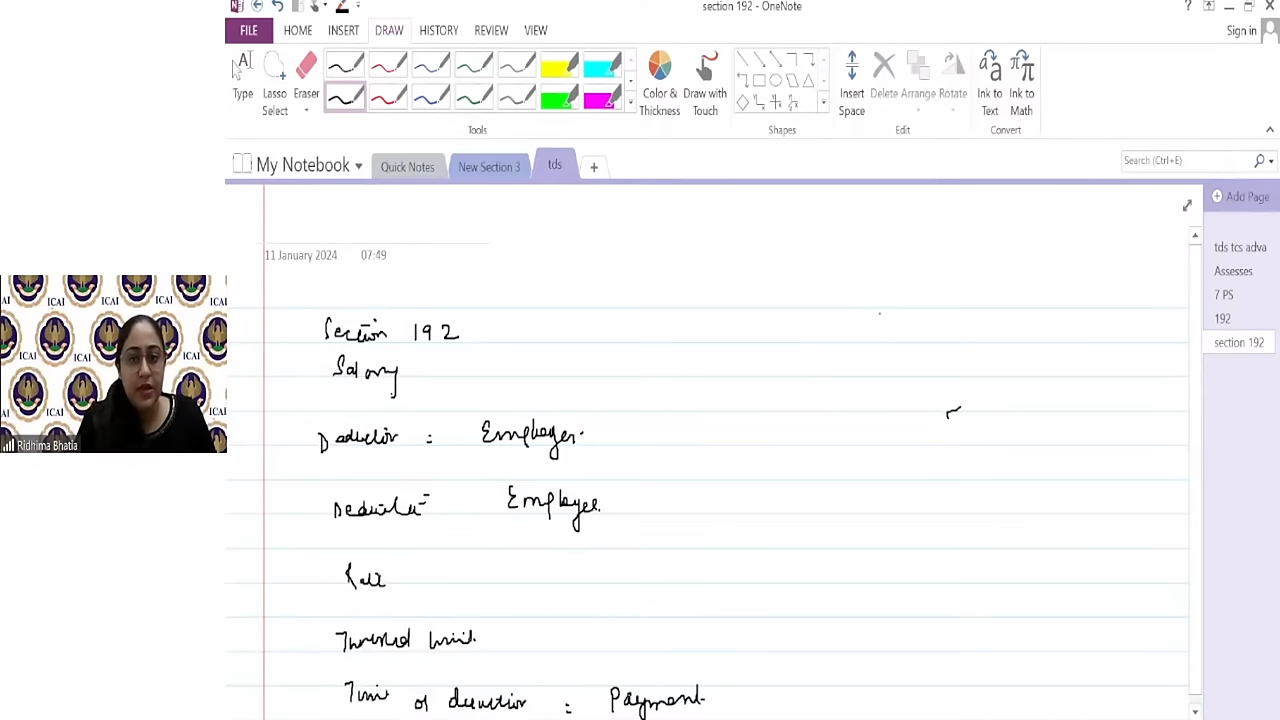 section 192 - OneNote
?
FILE HOME INSERT DRAW HISTORY REVIEW VIEW
Sign in
Type
Lasso Select
Eraser
Color & Thickness
Draw with Touch
Insert Space
Delete
Arrange
Rotate
Ink to Text
Ink to Math
Tools
Shapes
Edit
Convert
My Notebook
Quick Notes
New Section 3
tds
Search (Ctrl+E)
Add Page
tds tcs adva
Assesses
7 PS
192
section 192
11 January 2024 07:49
Section 192
Salary
Deductor : Employer.
Employee.
Rate
limit.
Time of deduction : Payment
ICAI
ICAI
ICAI
ICAI
Ridhima Bhatia